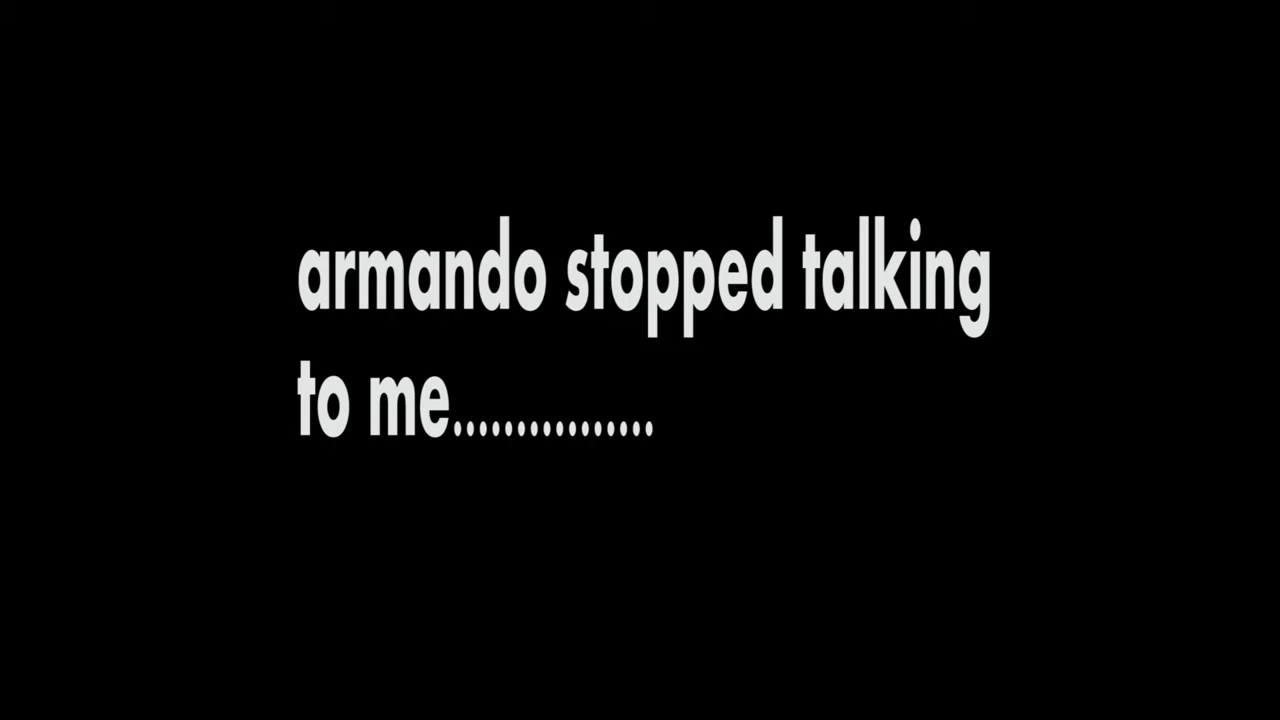 armando stopped talking
to me................